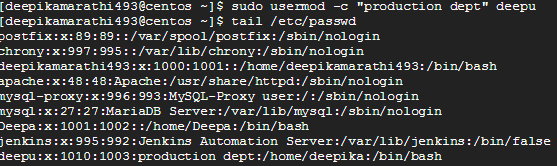 [deepikamarathi493@centos ~]$ sudo usermod -c "production dept" deepu
[deepikamarathi493@centos ~]$ tail /etc/passwd
postfix:x:89:89::/var/spool/postfix:/sbin/nologin
chrony:x:997:995::/var/lib/chrony:/sbin/nologin
deepikamarathi493:x:1000:1001::/home/deepikamarathi493:/bin/bash
apache:x:48:48:Apache:/usr/share/httpd:/sbin/nologin
mysql-proxy:x:996:993:MySQL-Proxy user:/:/sbin/nologin
mysql:x:27:27:MariaDB Server:/var/lib/mysql:/sbin/nologin
Deepa:x:1001:1002::/home/Deepa:/bin/bash
jenkins:x:995:992:Jenkins Automation Server:/var/lib/jenkins:/bin/false
deepu:x:1010:1003:production dept:/home/deepika:/bin/bash